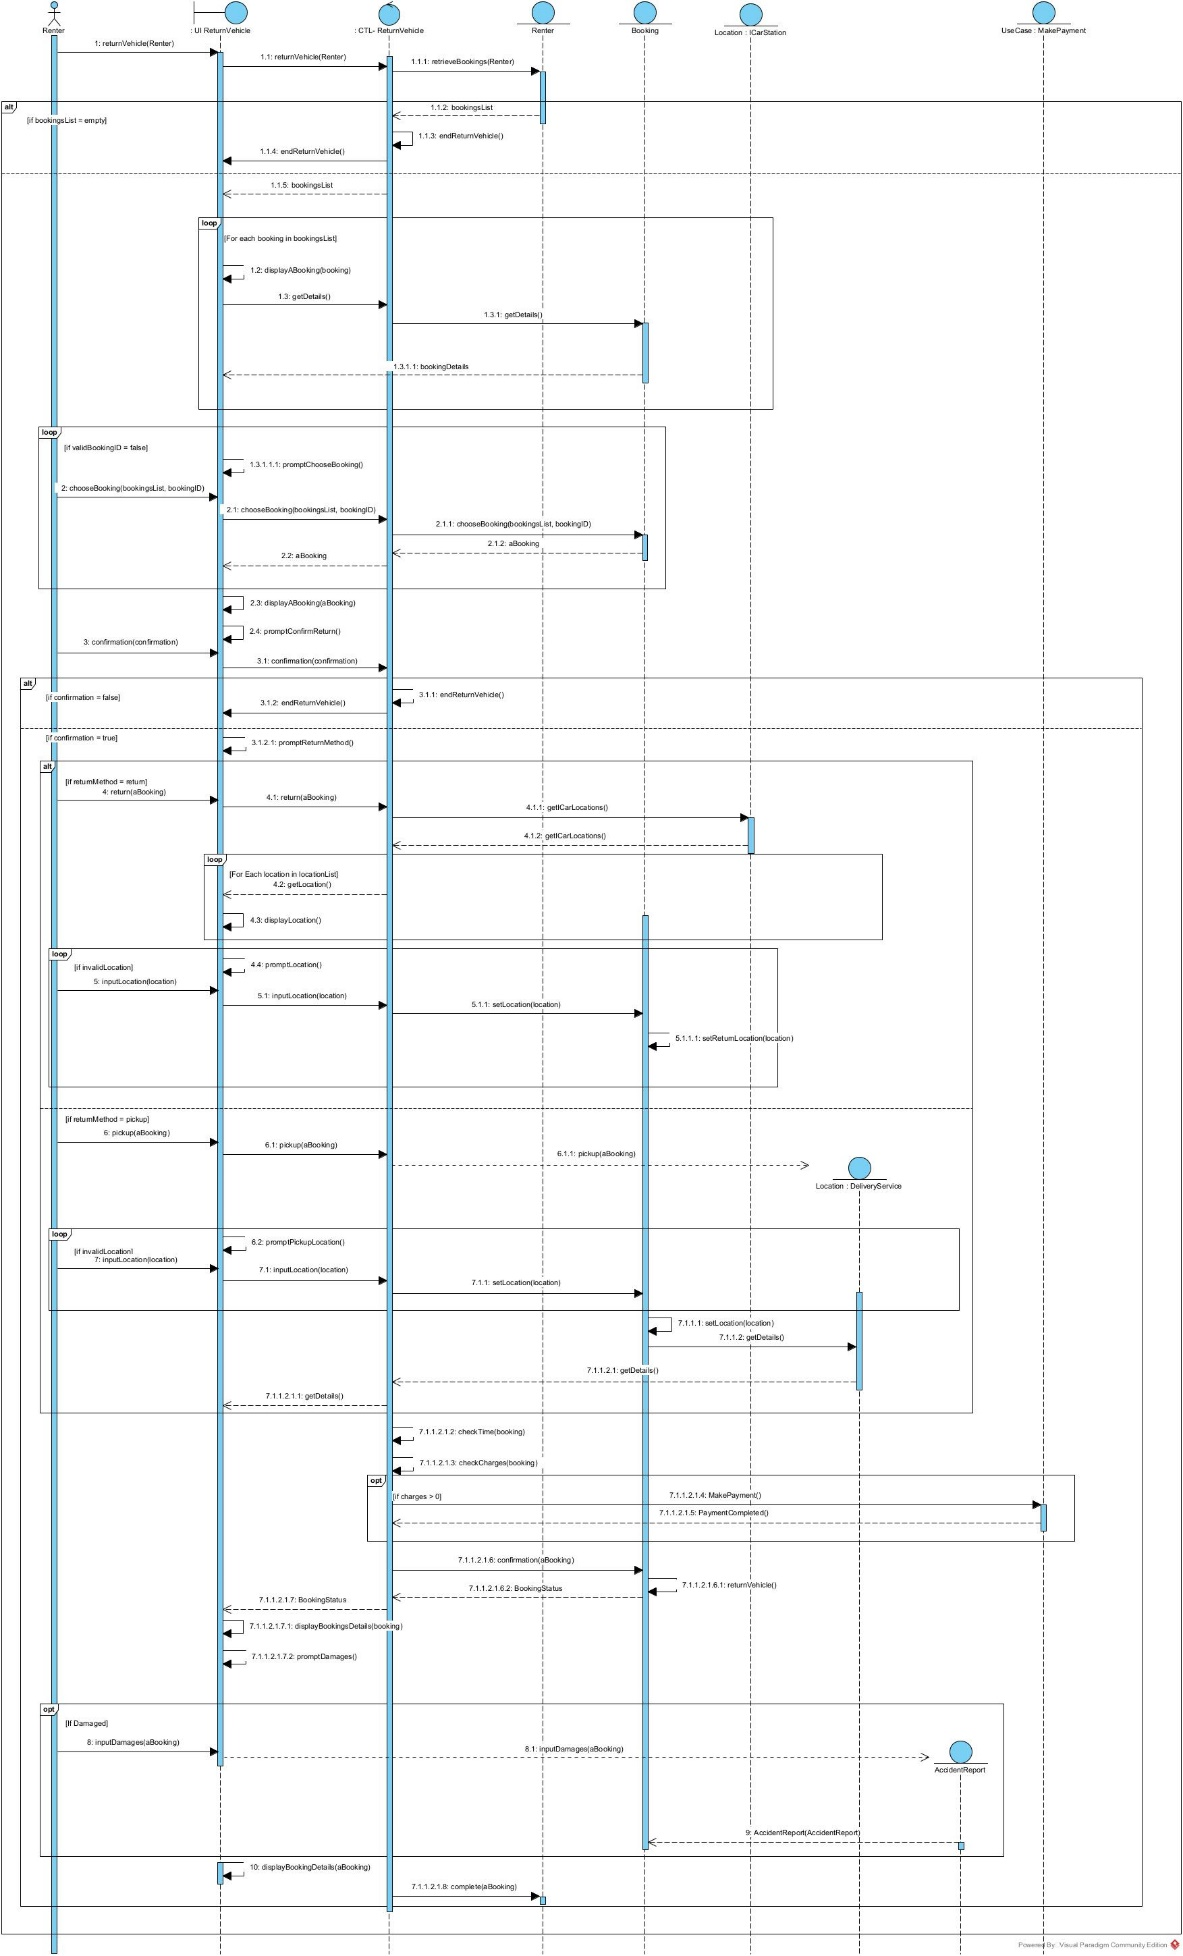 Renter
: UI ReturnVehicle
: CTL- ReturnVehicle
Renter
Booking
Location : ICarStation
UseCase : MakePayment
1: returnVehicle(Renter)
1.1: returnVehicle(Renter)
1.1.1: retrieveBookings(Renter)
alt
[if bookingsList = empty]
1.1.2: bookingsList
1.1.3: endReturnVehicle()
1.1.4: endReturnVehicle()
1.1.5: bookingsList
loop
[For each booking in bookingsList]
1.2: displayABooking(booking)
1.3: getDetails()
1.3.1: getDetails()
1.3.1.1: bookingDetails
loop
[if validBookingID = false]
1.3.1.1.1: promptChooseBooking()
2: chooseBooking(bookingsList, bookingID)
2.1: chooseBooking(bookingsList, bookingID)
2.1.1: chooseBooking(bookingsList, bookingID)
2.1.2: aBooking
2.2: aBooking
2.3: displayABooking(aBooking)
2.4: promptConfirmReturn()
3: confirmation(confirmation)
3.1: confirmation(confirmation)
alt
[if confirmation = false]
3.1.1: endReturnVehicle()
3.1.2: endReturnVehicle()
[if confirmation = true]
3.1.2.1: promptReturnMethod()
alt
[if returnMethod = return]
4: return(aBooking)
4.1: return(aBooking)
4.1.1: getICarLocations()
4.1.2: getICarLocations()
loop
[For Each location in locationList]
4.2: getLocation()
4.3: displayLocation()
loop
[if invalidLocation]
4.4: promptLocation()
5: inputLocation(location)
5.1: inputLocation(location)
5.1.1: setLocation(location)
5.1.1.1: setReturnLocation(location)
[if returnMethod = pickup]
6: pickup(aBooking)
6.1: pickup(aBooking)
6.1.1: pickup(aBooking)
Location : DeliveryService
loop
[if invalidLocation]
6.2: promptPickupLocation()
7: inputLocation(location)
7.1: inputLocation(location)
7.1.1: setLocation(location)
7.1.1.1: setLocation(location)
7.1.1.2: getDetails()
7.1.1.2.1: getDetails()
7.1.1.2.1.1: getDetails()
7.1.1.2.1.2: checkTime(booking)
7.1.1.2.1.3: checkCharges(booking)
opt
[if charges > 0]
7.1.1.2.1.4: MakePayment()
7.1.1.2.1.5: PaymentCompleted()
7.1.1.2.1.6: confirmation(aBooking)
7.1.1.2.1.6.1: returnVehicle()
7.1.1.2.1.6.2: BookingStatus
7.1.1.2.1.7: BookingStatus
7.1.1.2.1.7.1: displayBookingsDetails(booking)
7.1.1.2.1.7.2: promptDamages()
opt
[If Damaged]
8: inputDamages(aBooking)
8.1: inputDamages(aBooking)
AccidentReport
9: AccidentReport(AccidentReport)
10: displayBookingDetails(aBooking)
7.1.1.2.1.8: complete(aBooking)
Powered By: Visual Paradigm Community Edition